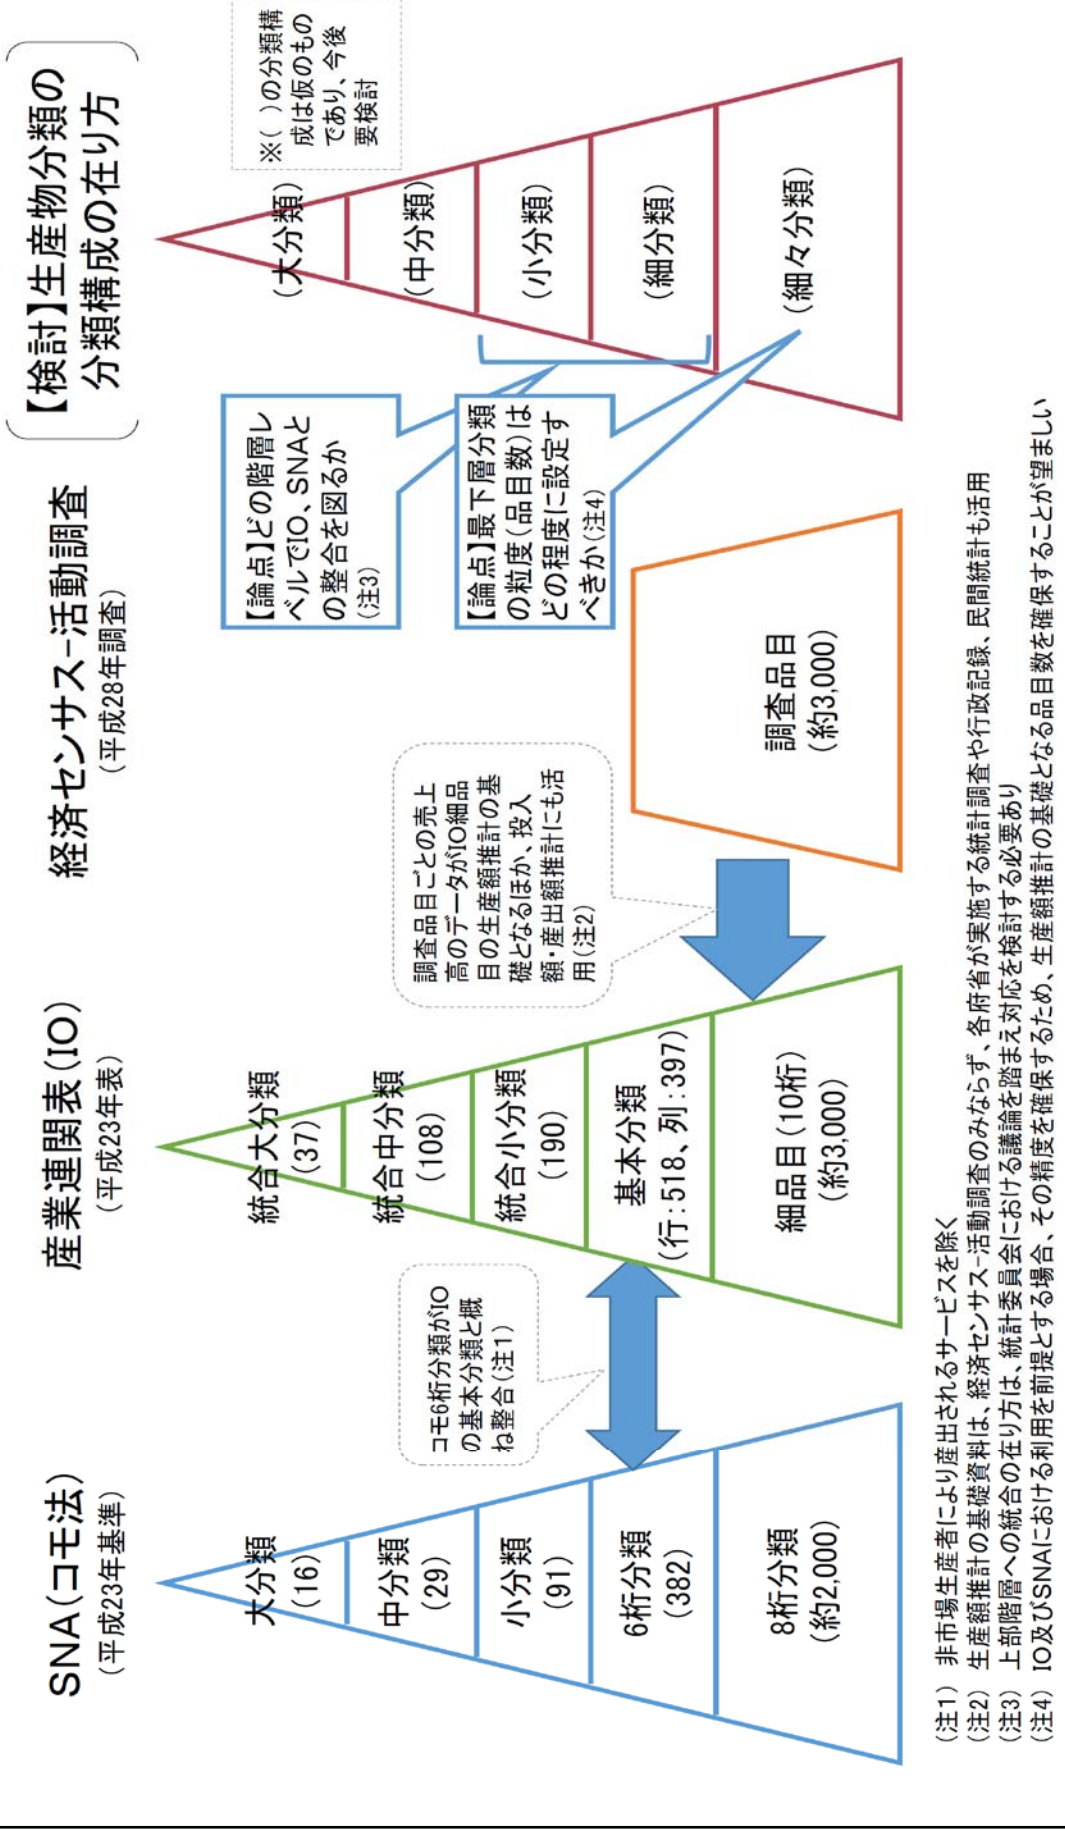 SNA(コモ法)
(平成23年基準)
大分類
(16)
中分類
(29)
小分類
(91)
6桁分類
(382)
8桁分類
(約2,000)
コモ6桁分類がIO
の基本分類と概
ね整合(注1)
産業連関表(IO)
(平成23年表)
統合大分類
(37)
統合中分類
(108)
統合小分類
(190)
基本分類
(行:518、列:397)
細品目(10桁)
(約3,000)
調査品目ごとの売上
高のデータがIO細品
目の生産額推計の基
礎となるほか、投入
額・産出額推計にも活
用(注2)
経済センサス-活動調査
(平成28年調査)
調査品目
(約3,000)
【検討】生産物分類の
分類構成の在り方
【論点】どの階層レ
ベルでIO、SNAと
の整合を図るか
(注3)
【論点】最下層分類
の粒度(品目数)は
どの程度に設定す
べきか(注4)
(大分類)
(中分類)
(小分類)
(細分類)
(細々分類)
※( )の分類構
成は仮のもの
であり、今後
要検討
(注1) 非市場生産者により産出されるサービスを除く
(注2) 生産額推計の基礎資料は、経済センサス-活動調査のみならず、各府省が実施する統計調査や行政記録、民間統計も活用
(注3) 上部階層への統合の在り方は、統計委員会における議論を踏まえ対応を検討する必要あり
(注4) IO及びSNAにおける利用を前提とする場合、その精度を確保するため、生産額推計の基礎となる品目数を確保することが望ましい